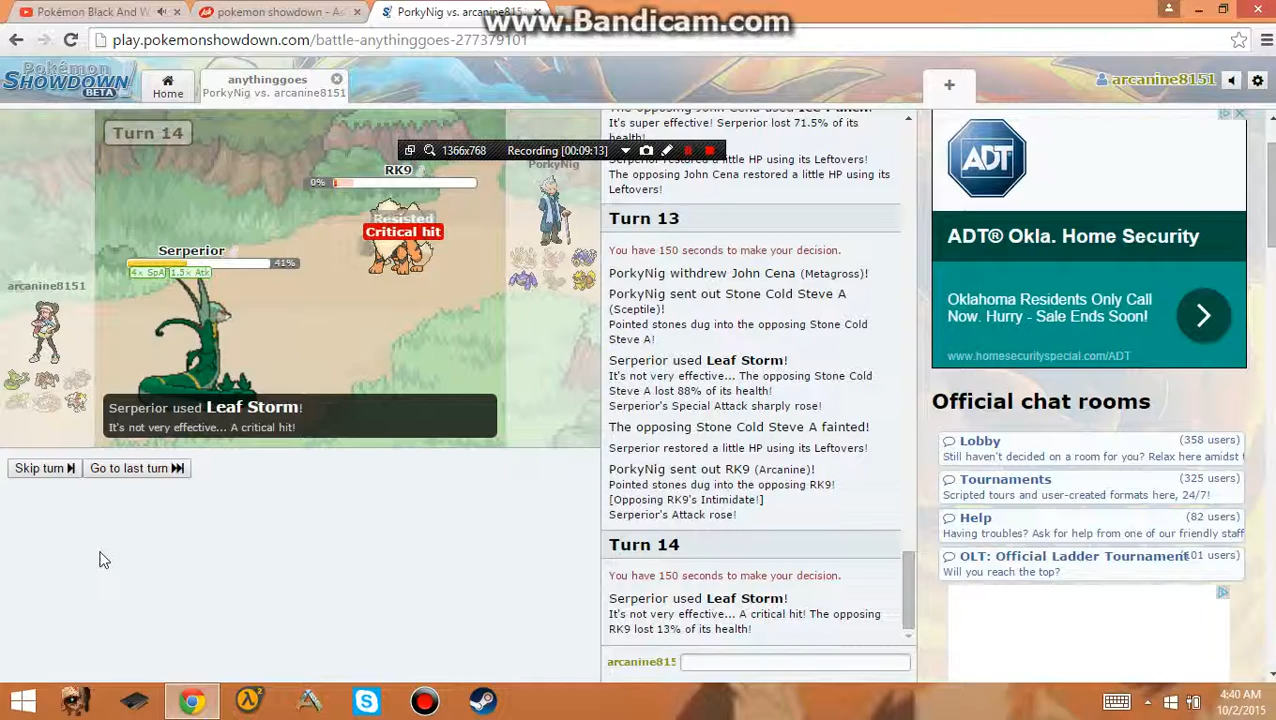 Pokémon Black And W
pokemon showdown - As
PorkyNig vs. arcanine8151
www.Bandicam.com
play.pokemonshowdown.com/battle-anythinggoes-277379101
Pokémon
SHOWDOWN
BETA
Home
anythinggoes
PorkyNig vs. arcanine8151
+
arcanine8151
Turn 14
1366x768 Recording [00:09:13]
PorkyNig
RK9
0%
Resisted
Critical hit
Serperior
41%
4x SpA 1.5x Atk
arcanine8151
Serperior used Leaf Storm!
It's not very effective... A critical hit!
Skip turn
Go to last turn
The opposing John Cena used Ice Punch!
It's super effective! Serperior lost 71.5% of its
health!
Serperior restored a little HP using its Leftovers!
The opposing John Cena restored a little HP using its
Leftovers!
Turn 13
You have 150 seconds to make your decision.
PorkyNig withdrew John Cena (Metagross)!
PorkyNig sent out Stone Cold Steve A
(Sceptile)!
Pointed stones dug into the opposing Stone Cold
Steve A!
Serperior used Leaf Storm!
It's not very effective... The opposing Stone Cold
Steve A lost 88% of its health!
Serperior's Special Attack sharply rose!
The opposing Stone Cold Steve A fainted!
Serperior restored a little HP using its Leftovers!
PorkyNig sent out RK9 (Arcanine)!
Pointed stones dug into the opposing RK9!
[Opposing RK9's Intimidate!]
Serperior's Attack rose!
Turn 14
You have 150 seconds to make your decision.
Serperior used Leaf Storm!
It's not very effective... A critical hit! The opposing
RK9 lost 13% of its health!
arcanine815
ADT
ADT® Okla. Home Security
Oklahoma Residents Only Call
Now. Hurry - Sale Ends Soon!
www.homesecurityspecial.com/ADT
Official chat rooms
Lobby (358 users)
Still haven't decided on a room for you? Relax here amidst t
Tournaments (325 users)
Scripted tours and user-created formats here, 24/7!
Help (82 users)
Having troubles? Ask for help from one of our friendly staff
OLT: Official Ladder Tournament (101 users)
Will you reach the top?
4:40 AM
10/2/2015